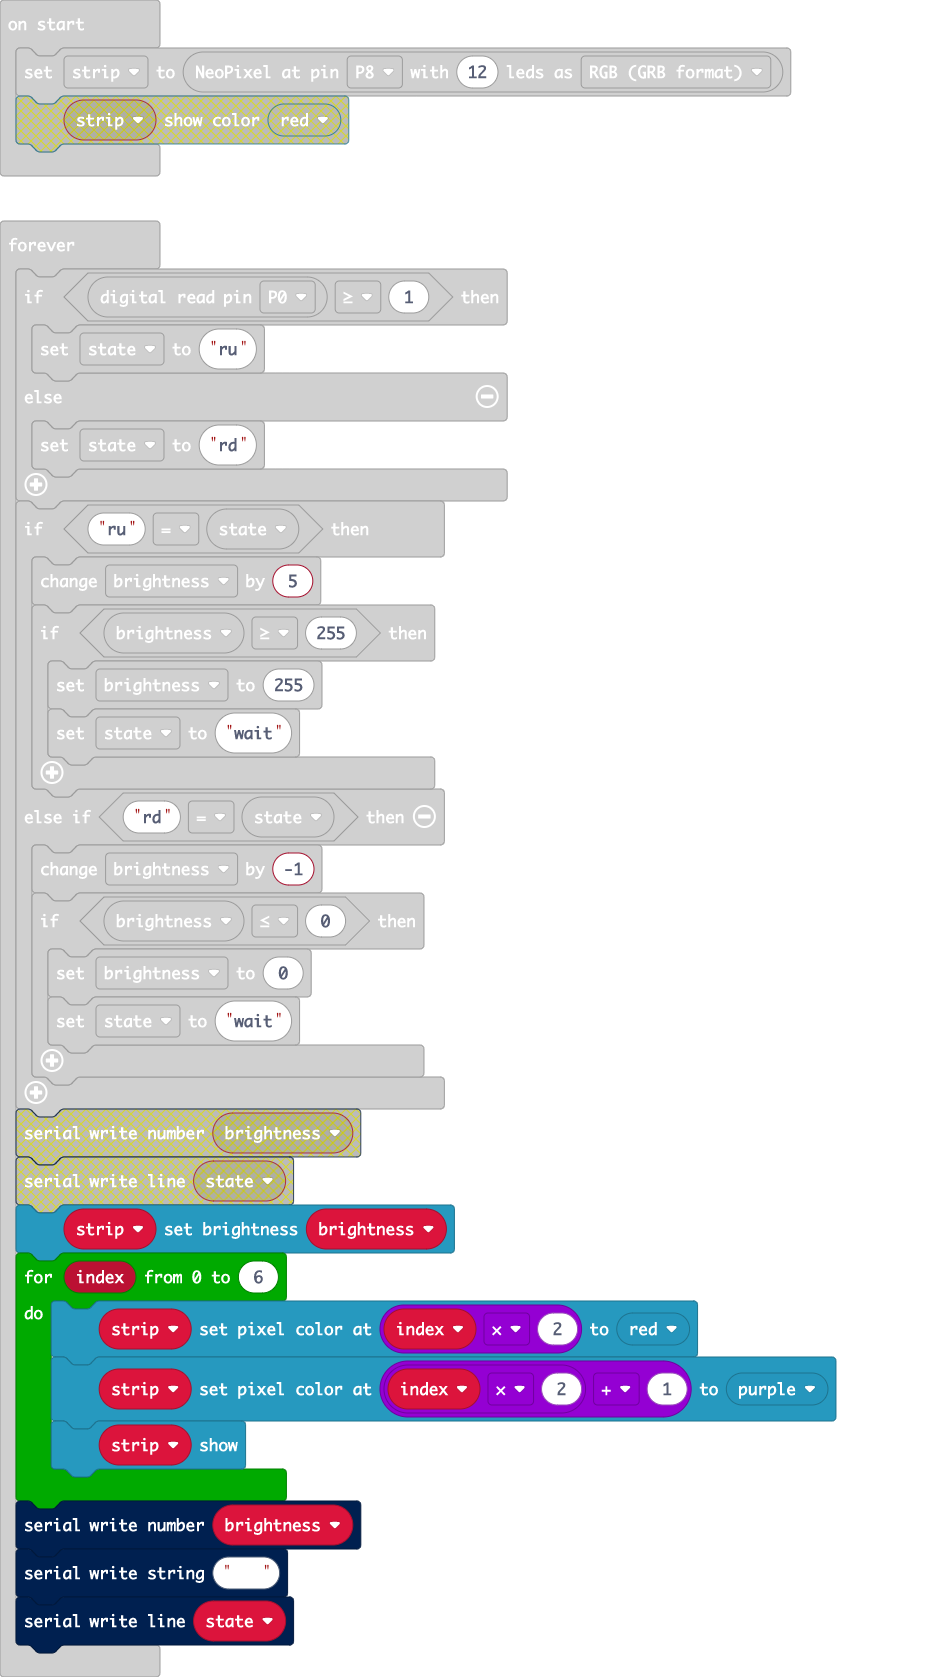 on start
set strip to NeoPixel at pin P8 with 12 leds as RGB (GRB format)
strip show color red
forever
if digital read pin P0 ≥ 1 then
set state to "ru"
else
set state to "rd"
if "ru" = state then
change brightness by 5
if brightness ≥ 255 then
set brightness to 255
set state to "wait"
else if "rd" = state then
change brightness by -1
if brightness ≤ 0 then
set brightness to 0
set state to "wait"
serial write number brightness
serial write line state
strip set brightness brightness
for index from 0 to 6
do
strip set pixel color at index × 2 to red
strip set pixel color at index × 2 + 1 to purple
strip show
serial write number brightness
serial write string "   "
serial write line state